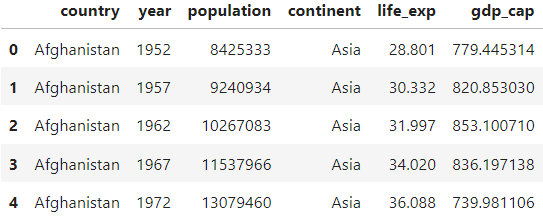 country year population continent life_exp gdp_cap
0 Afghanistan 1952 8425333 Asia 28.801 779.445314
1 Afghanistan 1957 9240934 Asia 30.332 820.853030
2 Afghanistan 1962 10267083 Asia 31.997 853.100710
3 Afghanistan 1967 11537966 Asia 34.020 836.197138
4 Afghanistan 1972 13079460 Asia 36.088 739.981106